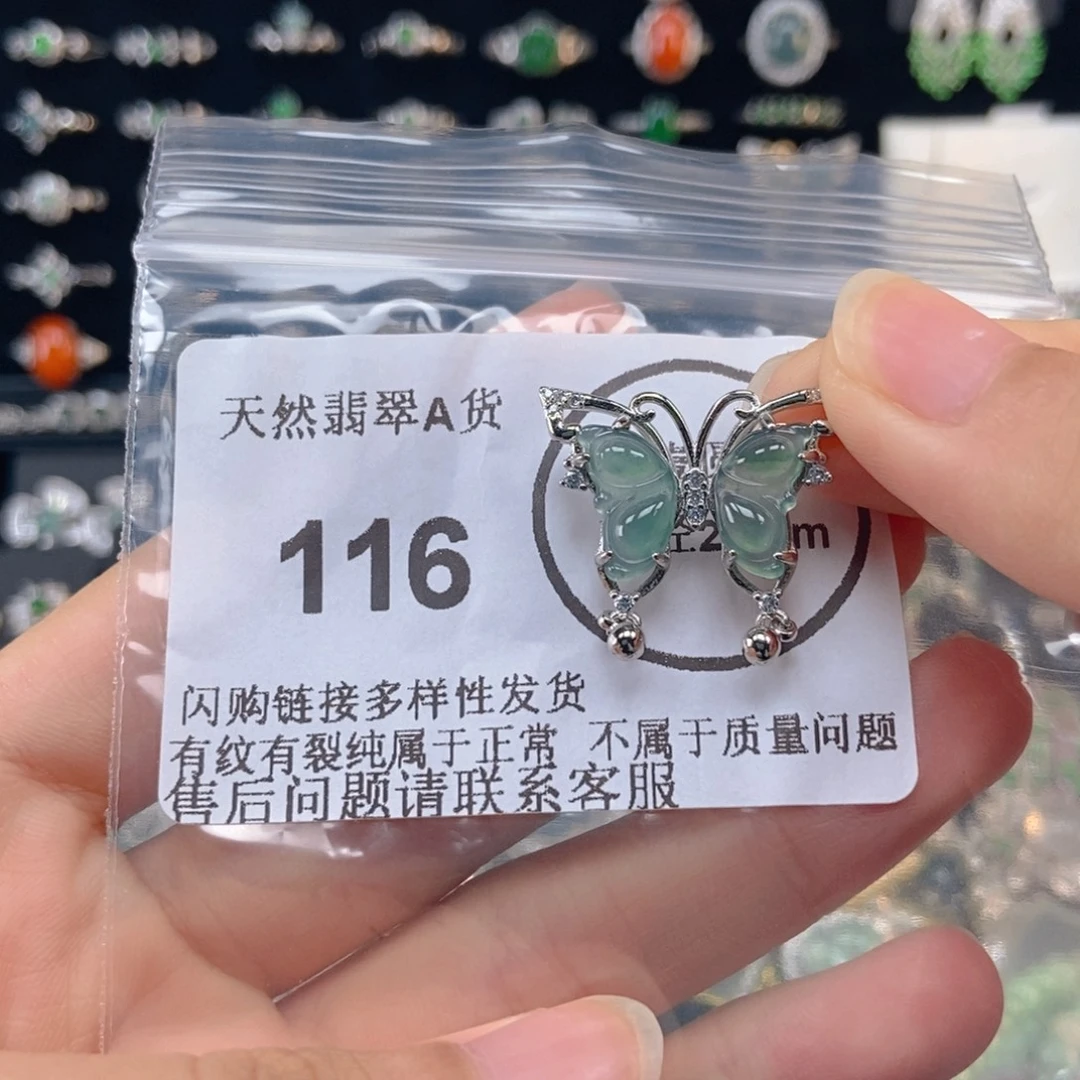 天然翡翠A货
116
闪购链接多样性发货
有纹有裂纯属于正常 不属于质量问题
售后问题请联系客服